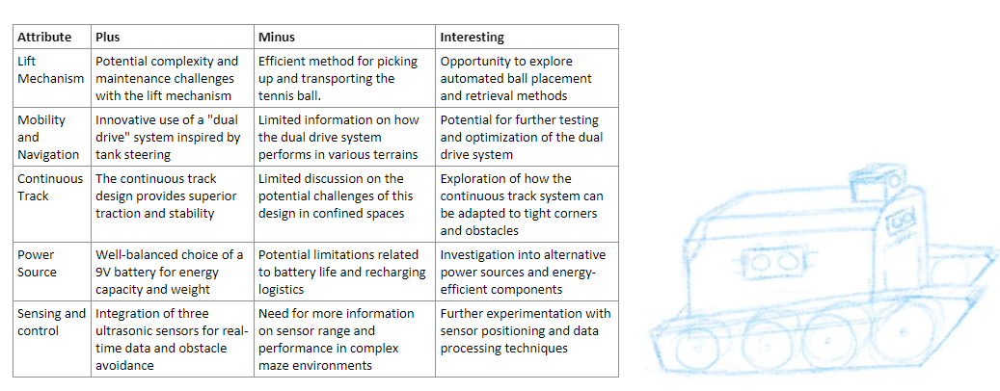 Attribute Plus Minus Interesting
Lift Mechanism
Potential complexity and maintenance challenges with the lift mechanism
Efficient method for picking up and transporting the tennis ball.
Opportunity to explore automated ball placement and retrieval methods
Mobility and Navigation
Innovative use of a "dual drive" system inspired by tank steering
Limited information on how the dual drive system performs in various terrains
Potential for further testing and optimization of the dual drive system
Continuous Track
The continuous track design provides superior traction and stability
Limited discussion on the potential challenges of this design in confined spaces
Exploration of how the continuous track system can be adapted to tight corners and obstacles
Power Source
Well-balanced choice of a 9V battery for energy capacity and weight
Potential limitations related to battery life and recharging logistics
Investigation into alternative power sources and energy-efficient components
Sensing and control
Integration of three ultrasonic sensors for real-time data and obstacle avoidance
Need for more information on sensor range and performance in complex maze environments
Further experimentation with sensor positioning and data processing techniques